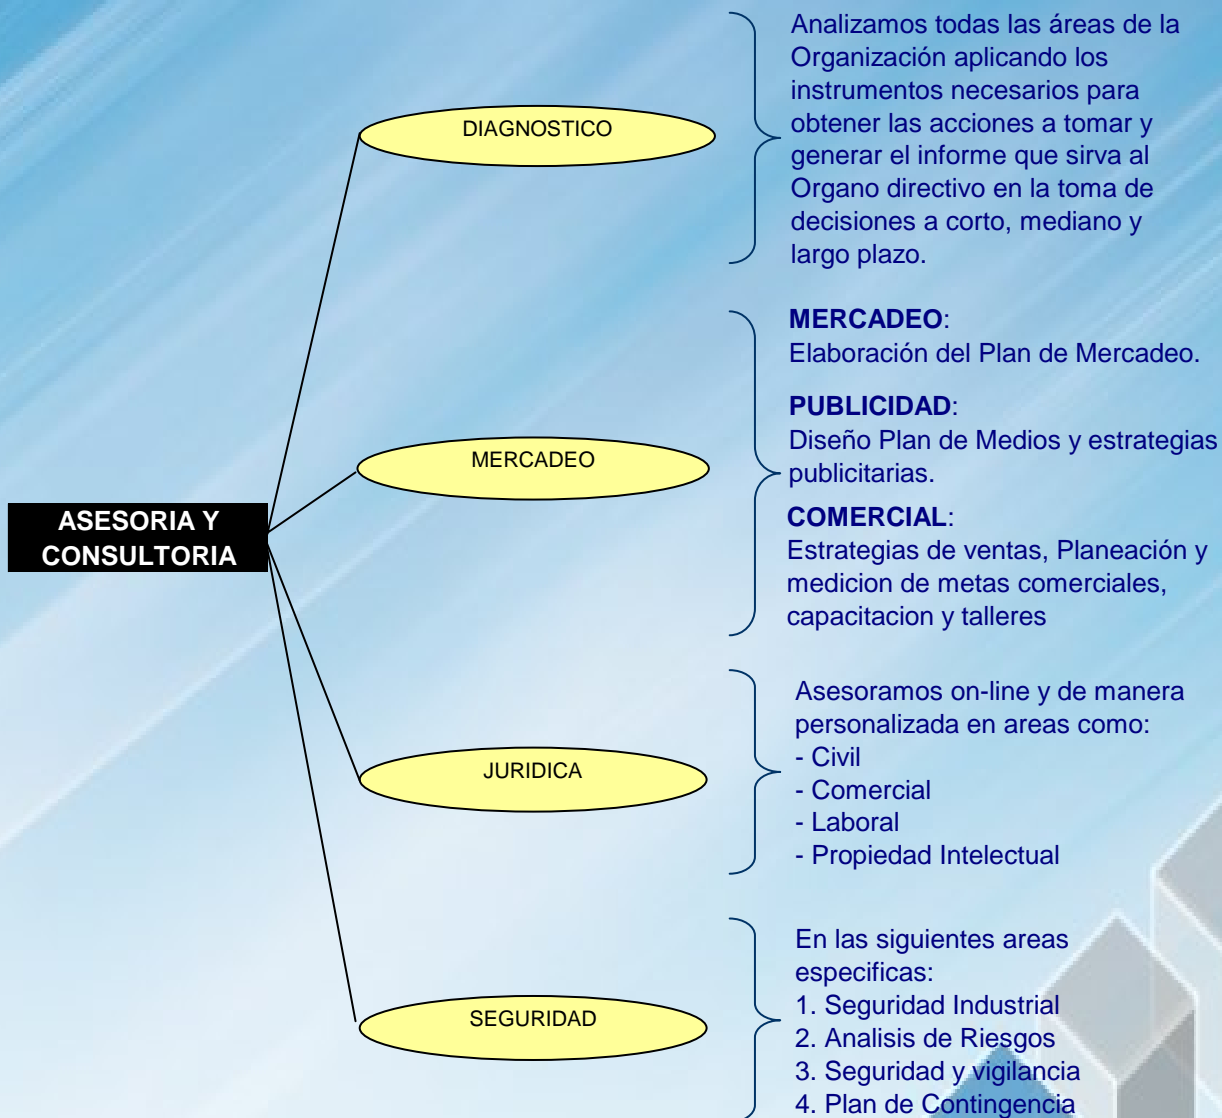 ASESORIA Y
CONSULTORIA
DIAGNOSTICO
Analizamos todas las áreas de la
Organización aplicando los
instrumentos necesarios para
obtener las acciones a tomar y
generar el informe que sirva al
Organo directivo en la toma de
decisiones a corto, mediano y
largo plazo.
MERCADEO
MERCADEO:
Elaboración del Plan de Mercadeo.
PUBLICIDAD:
Diseño Plan de Medios y estrategias
publicitarias.
COMERCIAL:
Estrategias de ventas, Planeación y
medicion de metas comerciales,
capacitacion y talleres
JURIDICA
Asesoramos on-line y de manera
personalizada en areas como:
- Civil
- Comercial
- Laboral
- Propiedad Intelectual
SEGURIDAD
En las siguientes areas
especificas:
1. Seguridad Industrial
2. Analisis de Riesgos
3. Seguridad y vigilancia
4. Plan de Contingencia